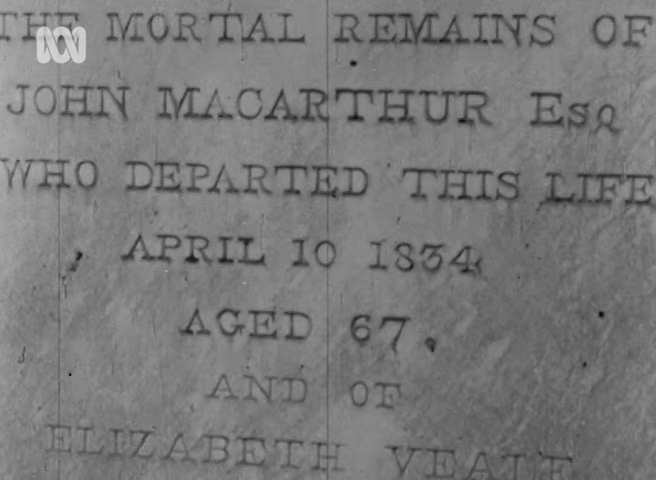 THE MORTAL REMAINS OF
JOHN MACARTHUR Esq
WHO DEPARTED THIS LIFE
APRIL 10 1834
AGED 67.
AND OF
ELIZABETH VEALE